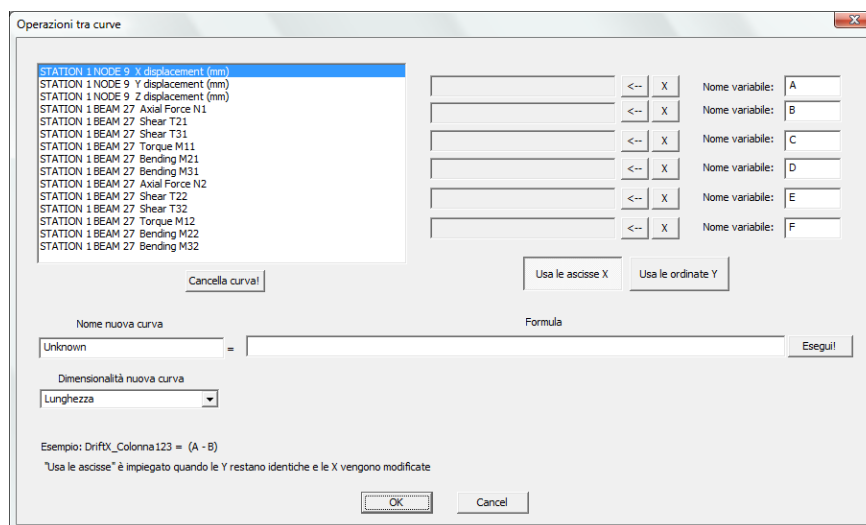 Operazioni tra curve
X
STATION 1 NODE 9 X displacement (mm)
STATION 1 NODE 9 Y displacement (mm)
STATION 1 NODE 9 Z displacement (mm)
STATION 1 BEAM 27 Axial Force N1
STATION 1 BEAM 27 Shear T21
STATION 1 BEAM 27 Shear T31
STATION 1 BEAM 27 Torque M11
STATION 1 BEAM 27 Bending M21
STATION 1 BEAM 27 Bending M31
STATION 1 BEAM 27 Axial Force N2
STATION 1 BEAM 27 Shear T22
STATION 1 BEAM 27 Shear T32
STATION 1 BEAM 27 Torque M12
STATION 1 BEAM 27 Bending M22
STATION 1 BEAM 27 Bending M32
<-- X Nome variabile: A
<-- X Nome variabile: B
<-- X Nome variabile: C
<-- X Nome variabile: D
<-- X Nome variabile: E
<-- X Nome variabile: F
Cancella curva!
Usa le ascisse X Usa le ordinate Y
Nome nuova curva Formula
Unknown = Esegui!
Dimensionalità nuova curva
Lunghezza
Esempio: DriftX_Colonna123 = (A - B)
"Usa le ascisse" è impiegato quando le Y restano identiche e le X vengono modificate
OK Cancel